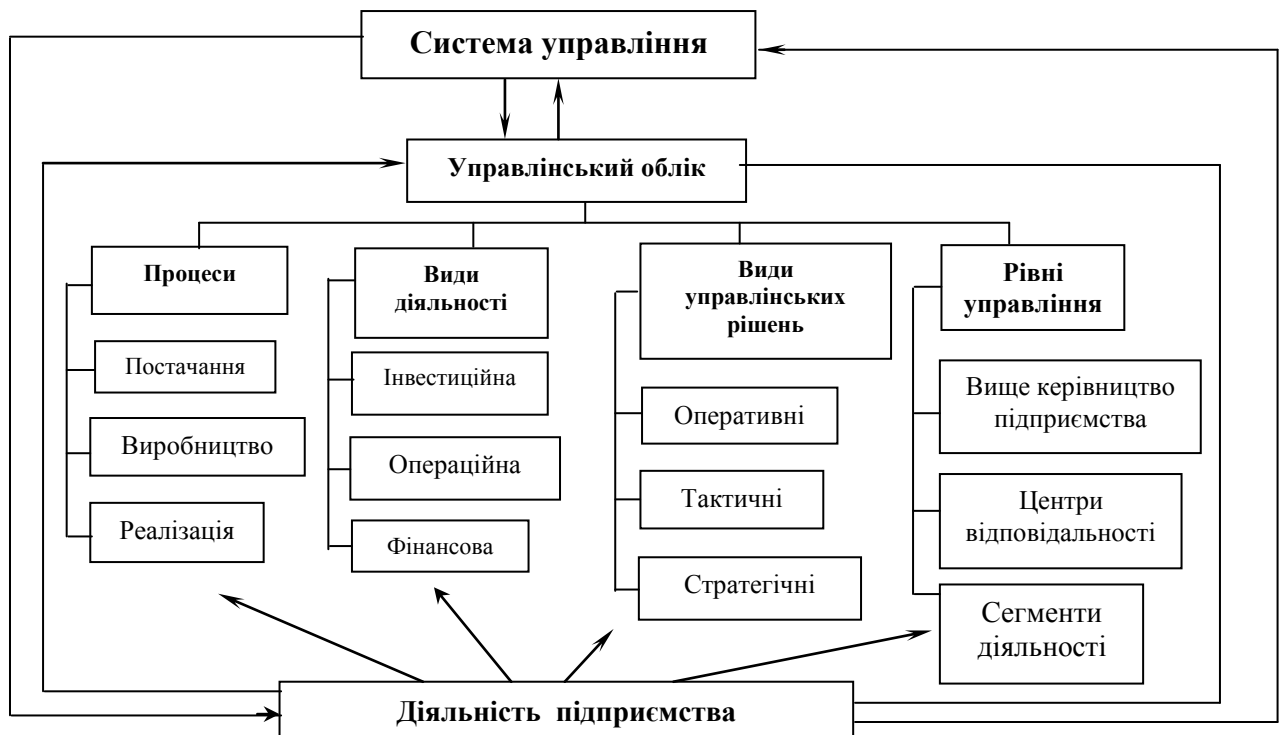 Система управління
Управлінський облік
Процеси
Постачання
Виробництво
Реалізація
Види
діяльності
Інвестиційна
Операційна
Фінансова
Види
управлінських
рішень
Оперативні
Тактичні
Стратегічні
Рівні
управління
Вище керівництво
підприємства
Центри
відповідальності
Сегменти
діяльності
Діяльність підприємства